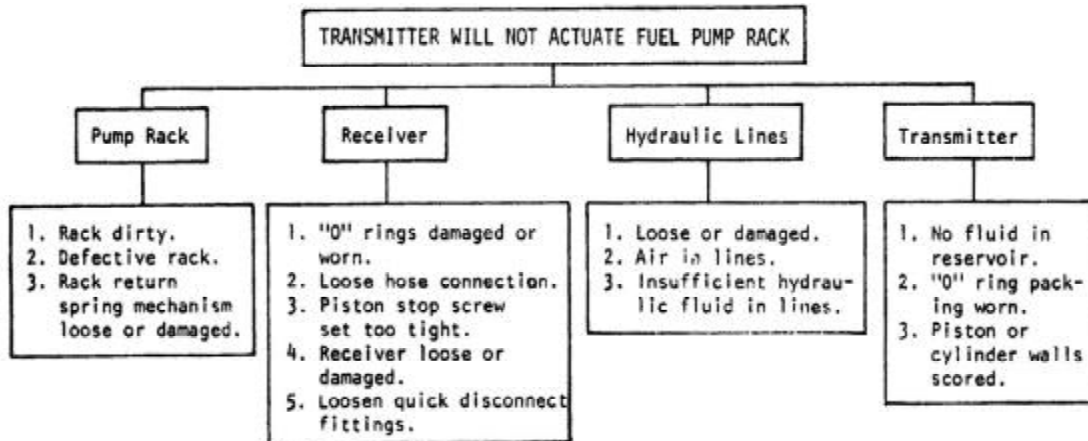 TRANSMITTER WILL NOT ACTUATE FUEL PUMP RACK
Pump Rack
1. Rack dirty.
2. Defective rack.
3. Rack return
spring mechanism
loose or damaged.
Receiver
1. "O" rings damaged or
worn.
2. Loose hose connection.
3. Piston stop screw
set too tight.
4. Receiver loose or
damaged.
5. Loosen quick disconnect
fittings.
Hydraulic Lines
1. Loose or damaged.
2. Air in lines.
3. Insufficient hydrau-
lic fluid in lines.
Transmitter
1. No fluid in
reservoir.
2. "O" ring pack-
ing worn.
3. Piston or
cylinder walls
scored.